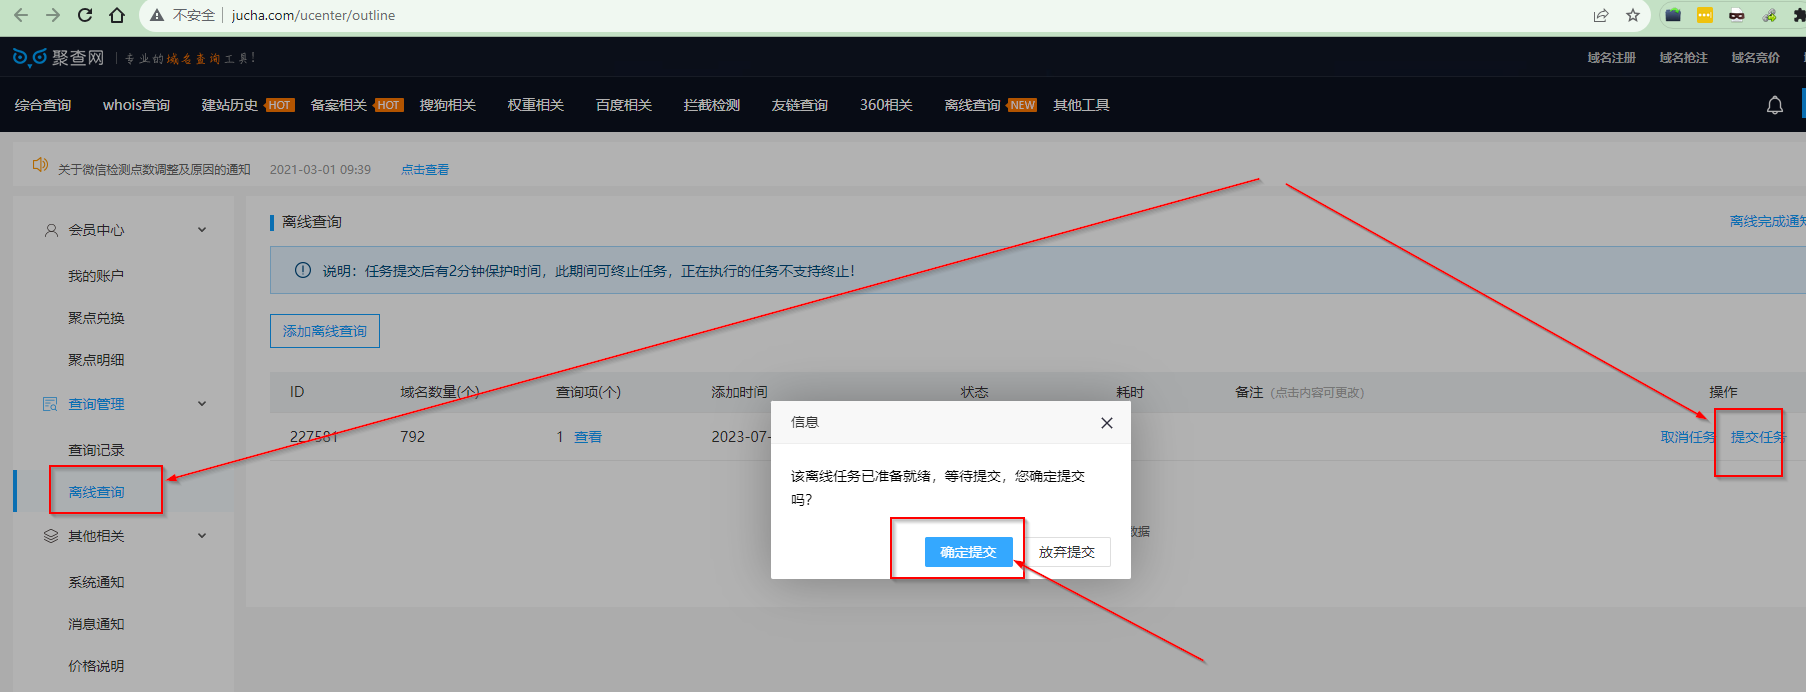 不安全 jucha.com/ucenter/outline
聚查网 专业的域名查询工具! 域名注册 域名抢注 域名竞价
综合查询 whois查询 建站历史 HOT 备案相关 HOT 搜狗相关 权重相关 百度相关 拦截检测 友链查询 360相关 离线查询 NEW 其他工具
关于微信检测点数调整及原因的通知 2021-03-01 09:39 点击查看
会员中心
我的账户
聚点兑换
聚点明细
查询管理
查询记录
离线查询
其他相关
系统通知
消息通知
价格说明
离线查询 离线完成通知
说明：任务提交后有2分钟保护时间，此期间可终止任务，正在执行的任务不支持终止！
添加离线查询
ID 域名数量(个) 查询项(个) 添加时间 状态 耗时 备注 (点击内容可更改) 操作
227581 792 1 查看 2023-07- 取消任务 提交任务
数据
信息
该离线任务已准备就绪，等待提交，您确定提交
吗？
确定提交 放弃提交